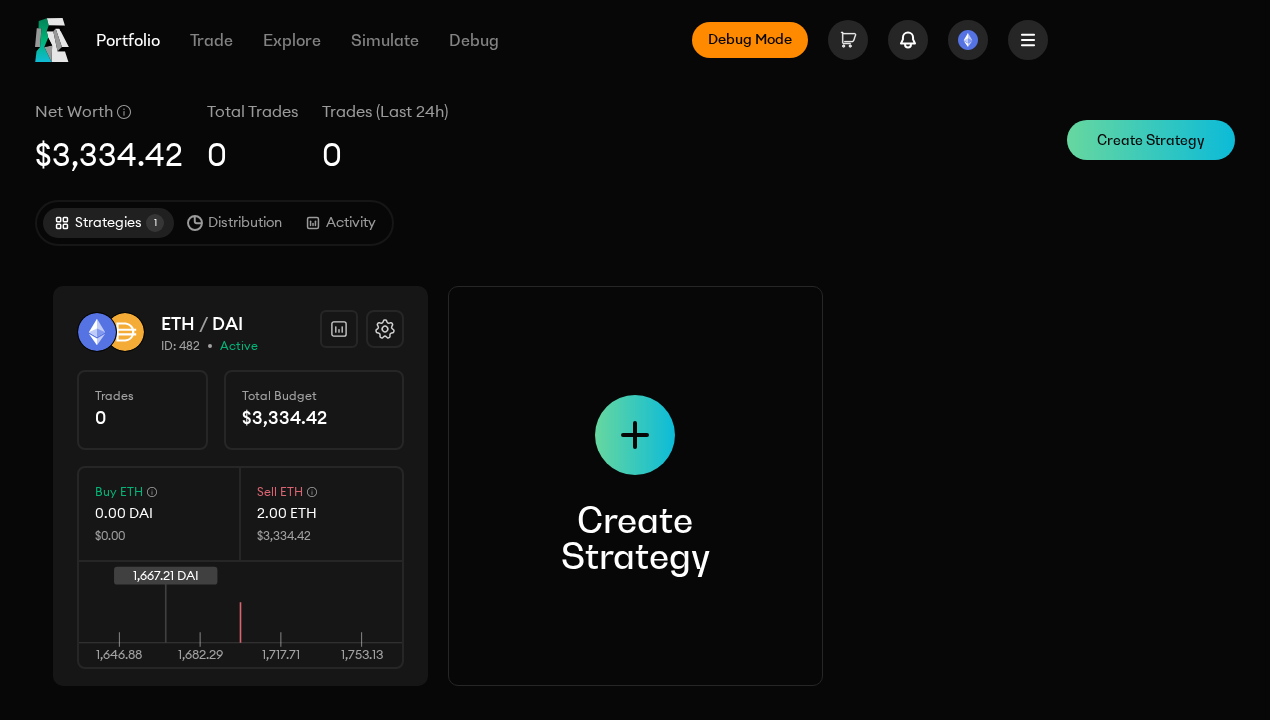 Portfolio
Trade
Explore
Simulate
Debug
Debug Mode
Net Worth
Total Trades
Trades (Last 24h)
$3,334.42
0
0
Create Strategy
Strategies
1
Distribution
Activity
ETH / DAI
ID: 482 • Active
Trades
0
Total Budget
$3,334.42
Buy ETH
0.00 DAI
$0.00
Sell ETH
2.00 ETH
$3,334.42
1,667.21 DAI
1,646.88
1,682.29
1,717.71
1,753.13
Create
Strategy